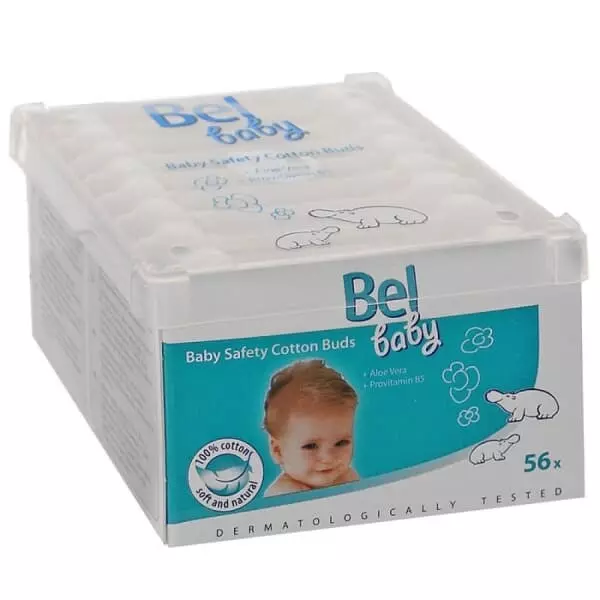 Bel
baby
Baby Safety Cotton Buds
Bel
baby
Baby Safety Cotton Buds
+ Aloe Vera
+ Provitamin B5
100% cotton
soft and natural
56x
DERMATOLOGICALLY TESTED